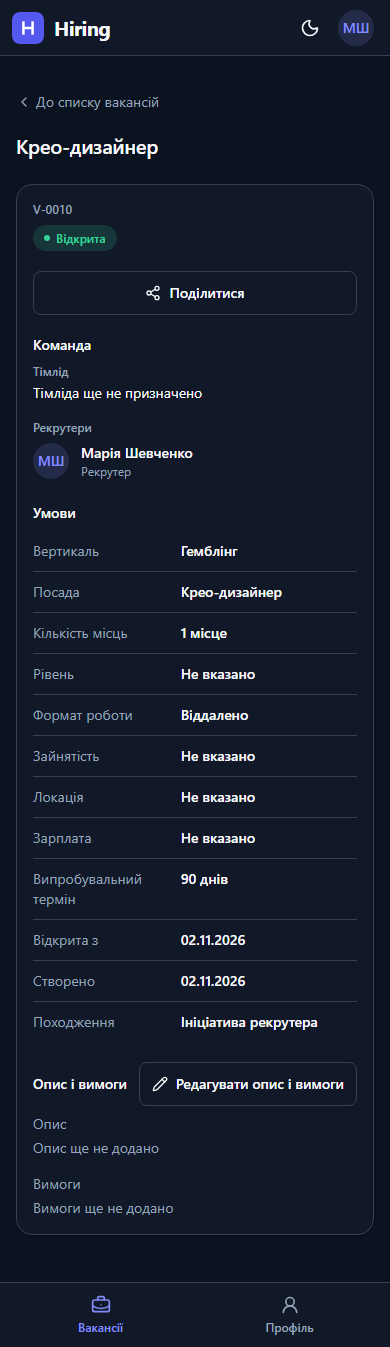 H Hiring МШ
До списку вакансій
Крео-дизайнер
V-0010
Відкрита
Поділитися
Команда
Тімлід
Тімліда ще не призначено
Рекрутери
МШ Марія Шевченко
Рекрутер
Умови
Вертикаль Гемблінг
Посада Крео-дизайнер
Кількість місць 1 місце
Рівень Не вказано
Формат роботи Віддалено
Зайнятість Не вказано
Локація Не вказано
Зарплата Не вказано
Випробувальний 90 днів
термін
Відкрита з 02.11.2026
Створено 02.11.2026
Походження Ініціатива рекрутера
Опис і вимоги Редагувати опис і вимоги
Опис
Опис ще не додано
Вимоги
Вимоги ще не додано
Вакансії Профіль